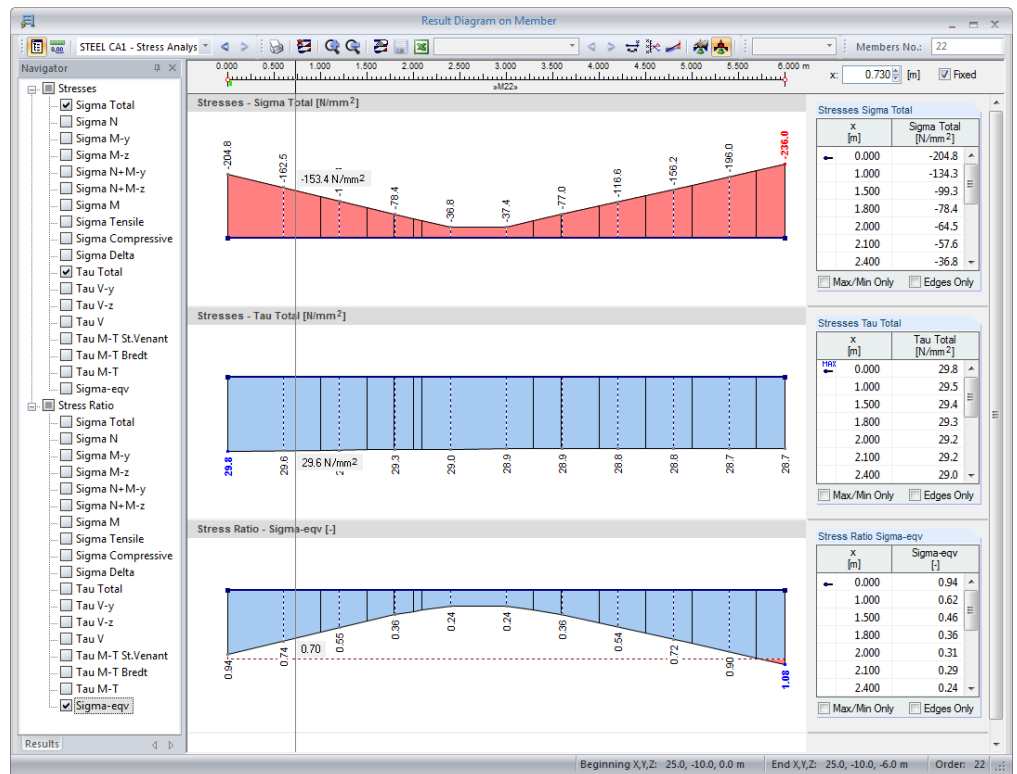 Result Diagram on Member
STEEL CA1 - Stress Analys
Members No.: 22
Navigator
Stresses
Sigma Total
Sigma N
Sigma M-y
Sigma M-z
Sigma N+M-y
Sigma N+M-z
Sigma M
Sigma Tensile
Sigma Compressive
Sigma Delta
Tau Total
Tau V-y
Tau V-z
Tau V
Tau M-T St.Venant
Tau M-T Bredt
Tau M-T
Sigma-eqv
Stress Ratio
Sigma Total
Sigma N
Sigma M-y
Sigma M-z
Sigma N+M-y
Sigma N+M-z
Sigma M
Sigma Tensile
Sigma Compressive
Sigma Delta
Tau Total
Tau V-y
Tau V-z
Tau V
Tau M-T St.Venant
Tau M-T Bredt
Tau M-T
Sigma-eqv
Results
0.000 0.500 1.000 1.500 2.000 2.500 3.000 3.500 4.000 4.500 5.000 5.500 6.000 m
»M22»
x: 0.730 [m] Fixed
Stresses - Sigma Total [N/mm²]
-204.8 -162.5 -78.4 -36.8 -37.4 -77.0 -116.6 -156.2 -196.0 -236.0
-153.4 N/mm²
Stresses Sigma Total
x [m] Sigma Total [N/mm²]
0.000 -204.8
1.000 -134.3
1.500 -99.3
1.800 -78.4
2.000 -64.5
2.100 -57.6
2.400 -36.8
Max/Min Only Edges Only
Stresses - Tau Total [N/mm²]
29.8 29.6 29.3 29.0 28.9 28.9 28.8 28.8 28.7 28.7
29.6 N/mm²
Stresses Tau Total
x [m] Tau Total [N/mm²]
MAX 0.000 29.8
1.000 29.5
1.500 29.4
1.800 29.3
2.000 29.2
2.100 29.2
2.400 29.0
Max/Min Only Edges Only
Stress Ratio - Sigma-eqv [-]
0.94 0.74 0.55 0.36 0.24 0.24 0.36 0.54 0.72 0.90 1.08
0.70
Stress Ratio Sigma-eqv
x [m] Sigma-eqv [-]
0.000 0.94
1.000 0.62
1.500 0.46
1.800 0.36
2.000 0.31
2.100 0.29
2.400 0.24
Max/Min Only Edges Only
Beginning X,Y,Z: 25.0, -10.0, 0.0 m End X,Y,Z: 25.0, -10.0, -6.0 m Order: 22